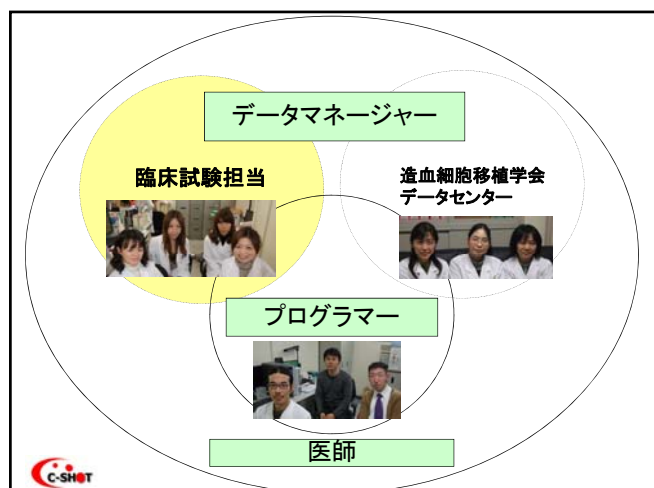 データマネージャー
臨床試験担当
造血細胞移植学会
データセンター
プログラマー
医師
C-SHOT